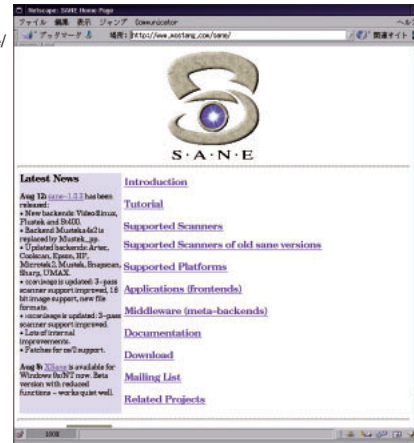 /
Netscape: SANE Home Page
ファイル 編集 表示 ジャンプ Communicator ヘルプ
ブックマーク 場所: http://www.mostang.com/sane/ 関連サイト
S·A·N·E
Latest News
Aug 12: sane-1.0.3 has been
released:
• New backends: Video4linux,
Plustek and St400.
• Backend Mustek4x2 is
replaced by Mustek_pp.
• Updated backends: Artec,
Coolscan, Epson, HP,
Microtek2, Mustek, Snapscan,
Sharp, UMAX.
• scanimage is updated: 3-pass
scanner support improved, 16
bit image support, new file
formats.
• xscanimage is updated: 3-pass
scanner support improved.
• Lots of internal
improvements.
• Patches for os/2 support.
Aug 8: XSane is available for
Windows 9x/NT now. Beta
version with reduced
functions - works quiet well.
Introduction
Tutorial
Supported Scanners
Supported Scanners of old sane versions
Supported Platforms
Applications (frontends)
Middleware (meta-backends)
Documentation
Download
Mailing List
Related Projects
100%